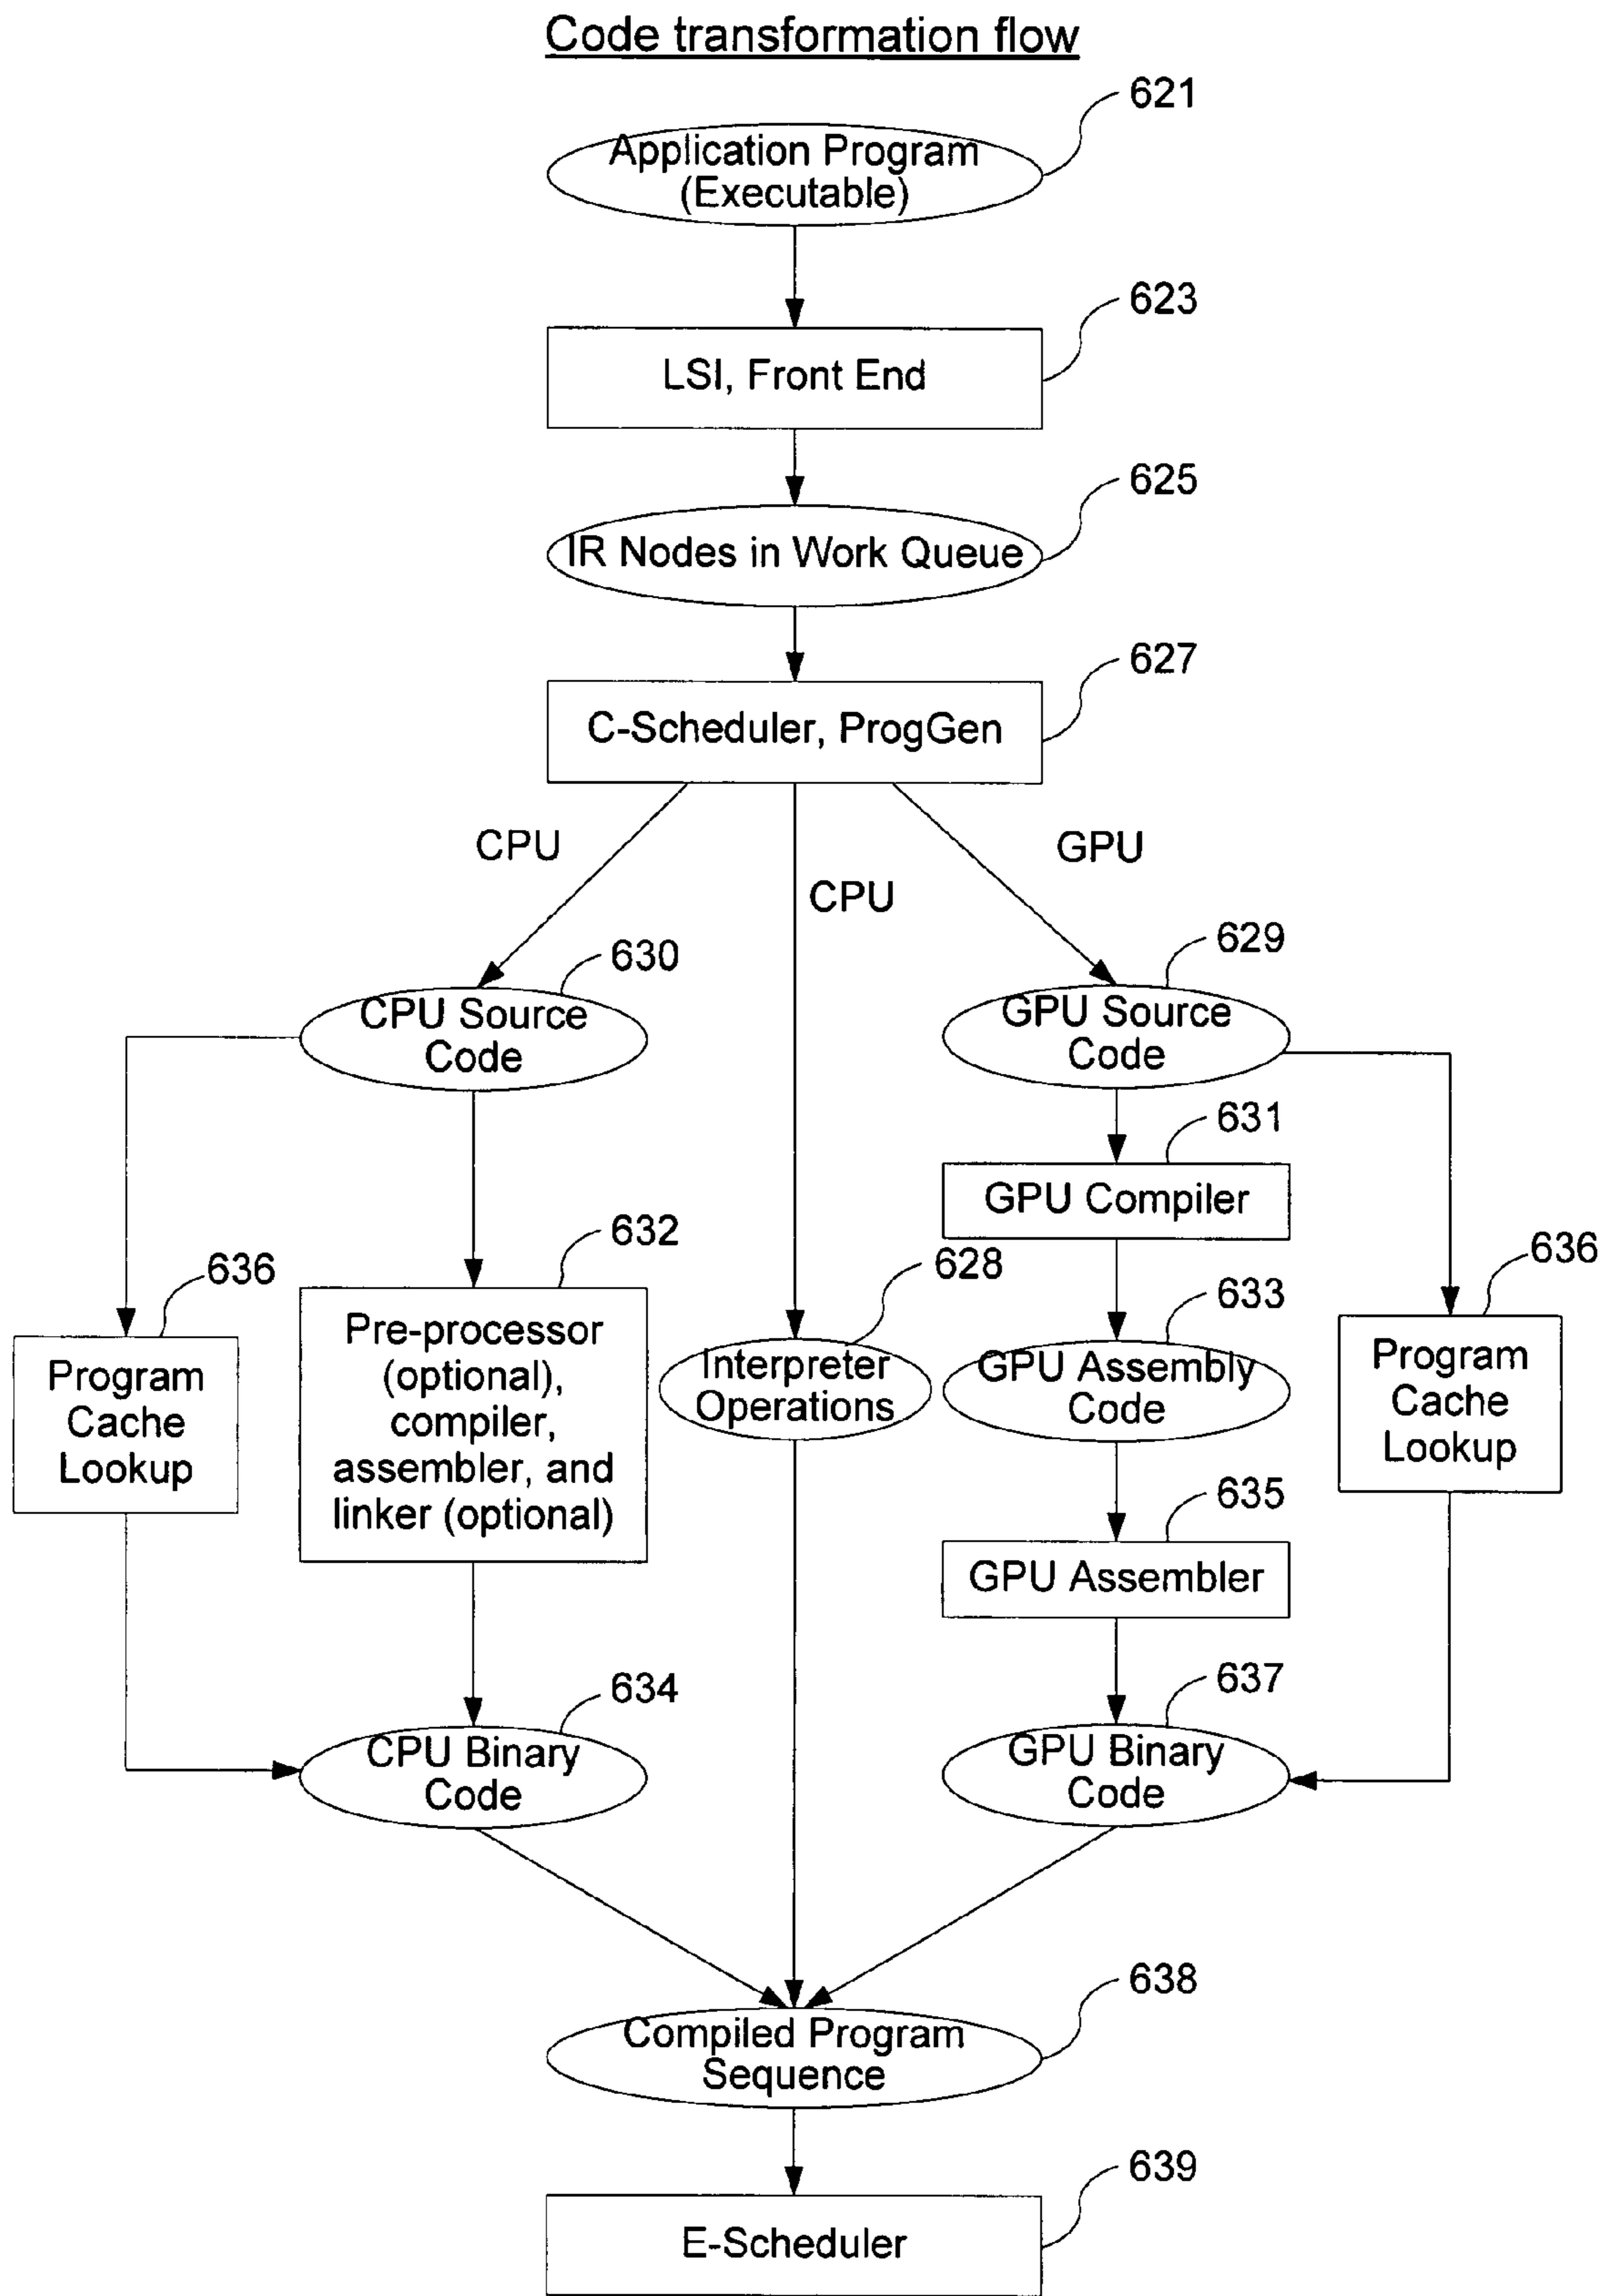 Code transformation flow
621
Application Program
(Executable)
623
LSI, Front End
625
IR Nodes in Work Queue
627
C-Scheduler, ProgGen
CPU
CPU
GPU
630
CPU Source
Code
629
GPU Source
Code
631
GPU Compiler
636
Program
Cache
Lookup
632
Pre-processor
(optional),
compiler,
assembler, and
linker (optional)
628
Interpreter
Operations
633
GPU Assembly
Code
636
Program
Cache
Lookup
635
GPU Assembler
634
CPU Binary
Code
637
GPU Binary
Code
638
Compiled Program
Sequence
639
E-Scheduler